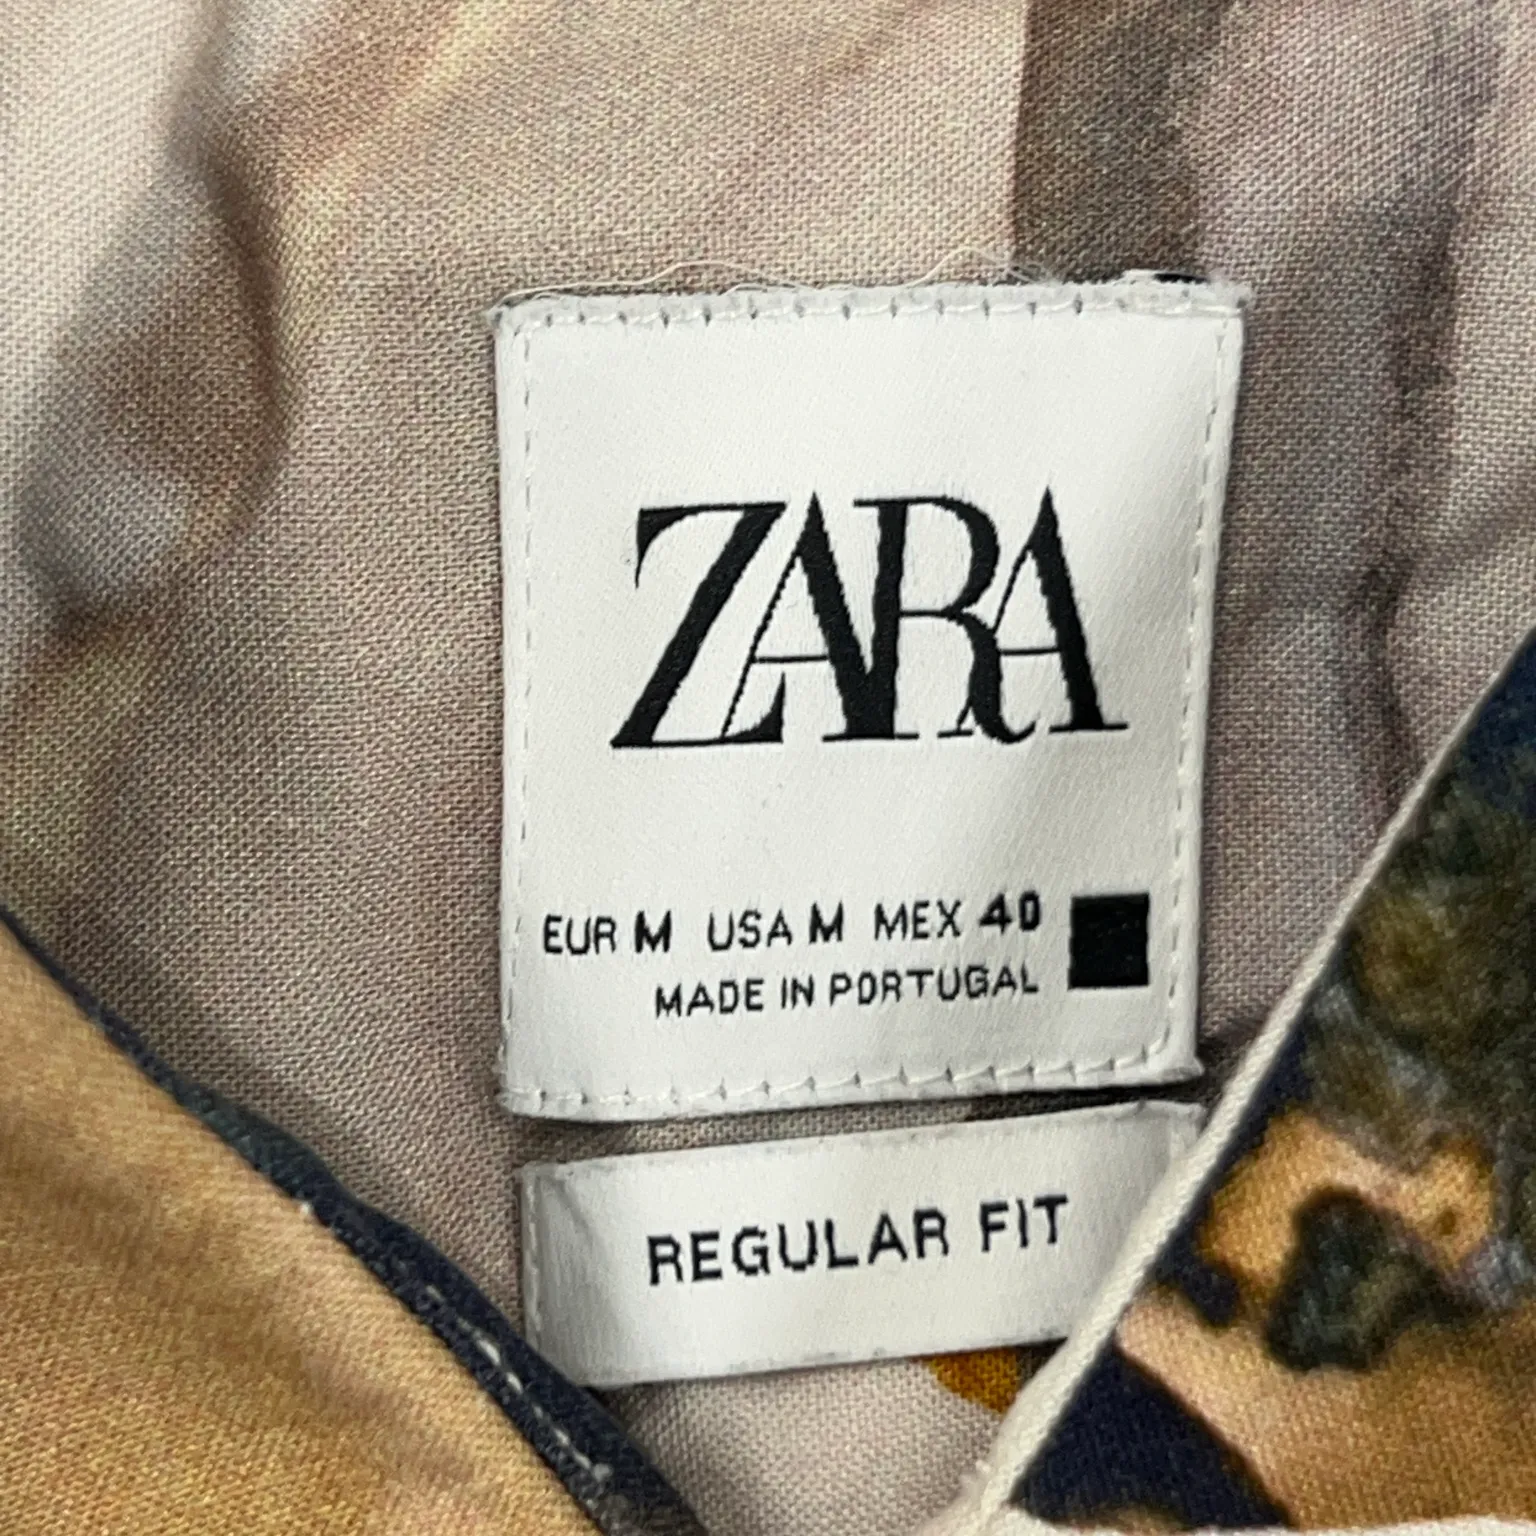 ZARA
EUR M USA M MEX 40
MADE IN PORTUGAL
REGULAR FIT